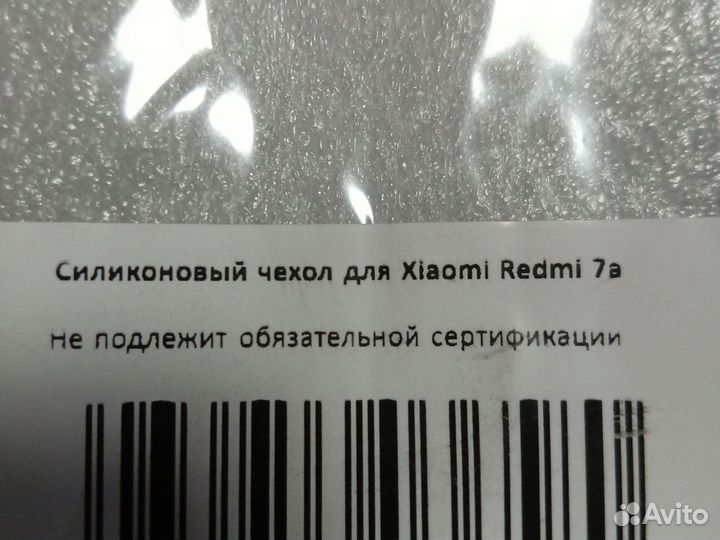 Силиконовый чехол для Xiaomi Redmi 7a
не подлежит обязательной сертификации
Avito